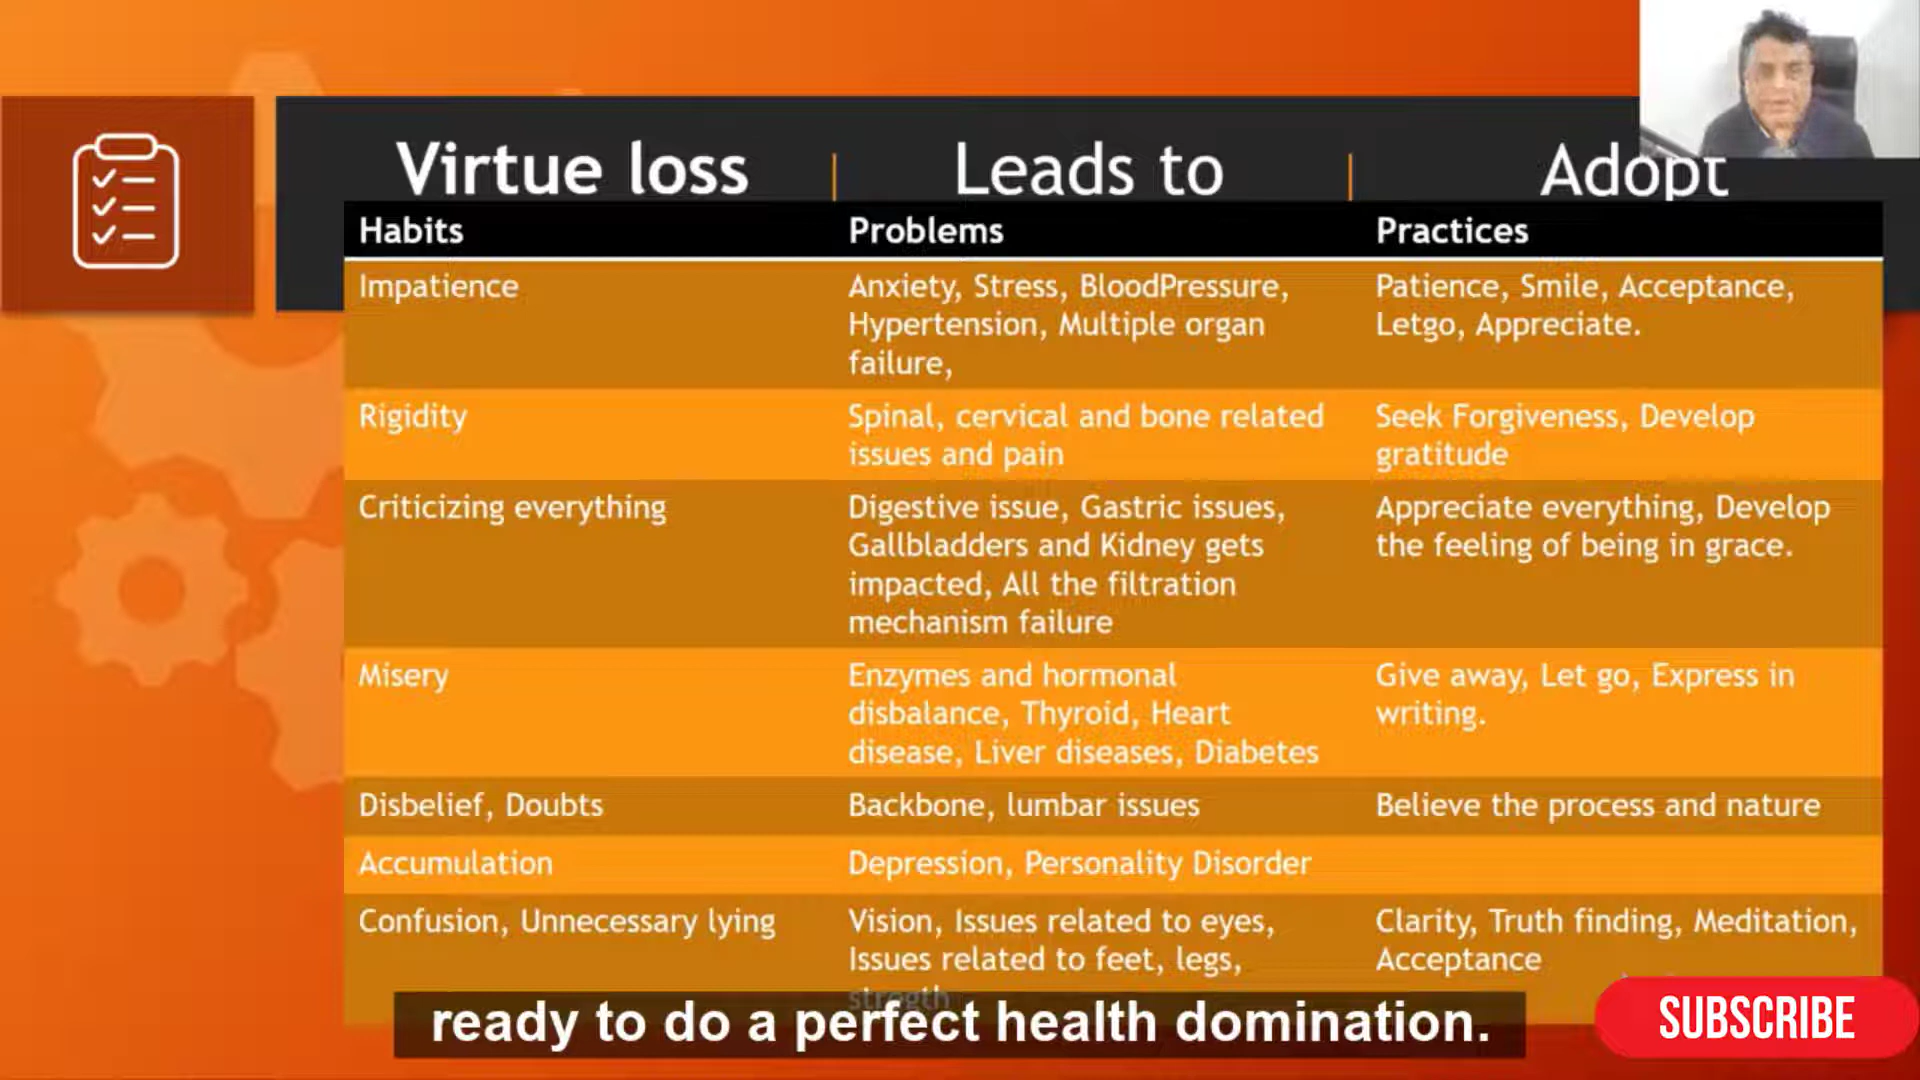 Virtue loss
Leads to
Adopt
Habits
Problems
Practices
Impatience
Anxiety, Stress, BloodPressure,
Hypertension, Multiple organ
failure,
Patience, Smile, Acceptance,
Letgo, Appreciate.
Rigidity
Spinal, cervical and bone related
issues and pain
Seek Forgiveness, Develop
gratitude
Criticizing everything
Digestive issue, Gastric issues,
Gallbladders and Kidney gets
impacted, All the filtration
mechanism failure
Appreciate everything, Develop
the feeling of being in grace.
Misery
Enzymes and hormonal
disbalance, Thyroid, Heart
disease, Liver diseases, Diabetes
Give away, Let go, Express in
writing.
Disbelief, Doubts
Backbone, lumbar issues
Believe the process and nature
Accumulation
Depression, Personality Disorder
Confusion, Unnecessary lying
Vision, Issues related to eyes,
Issues related to feet, legs,
Clarity, Truth finding, Meditation,
Acceptance
ready to do a perfect health domination.
SUBSCRIBE